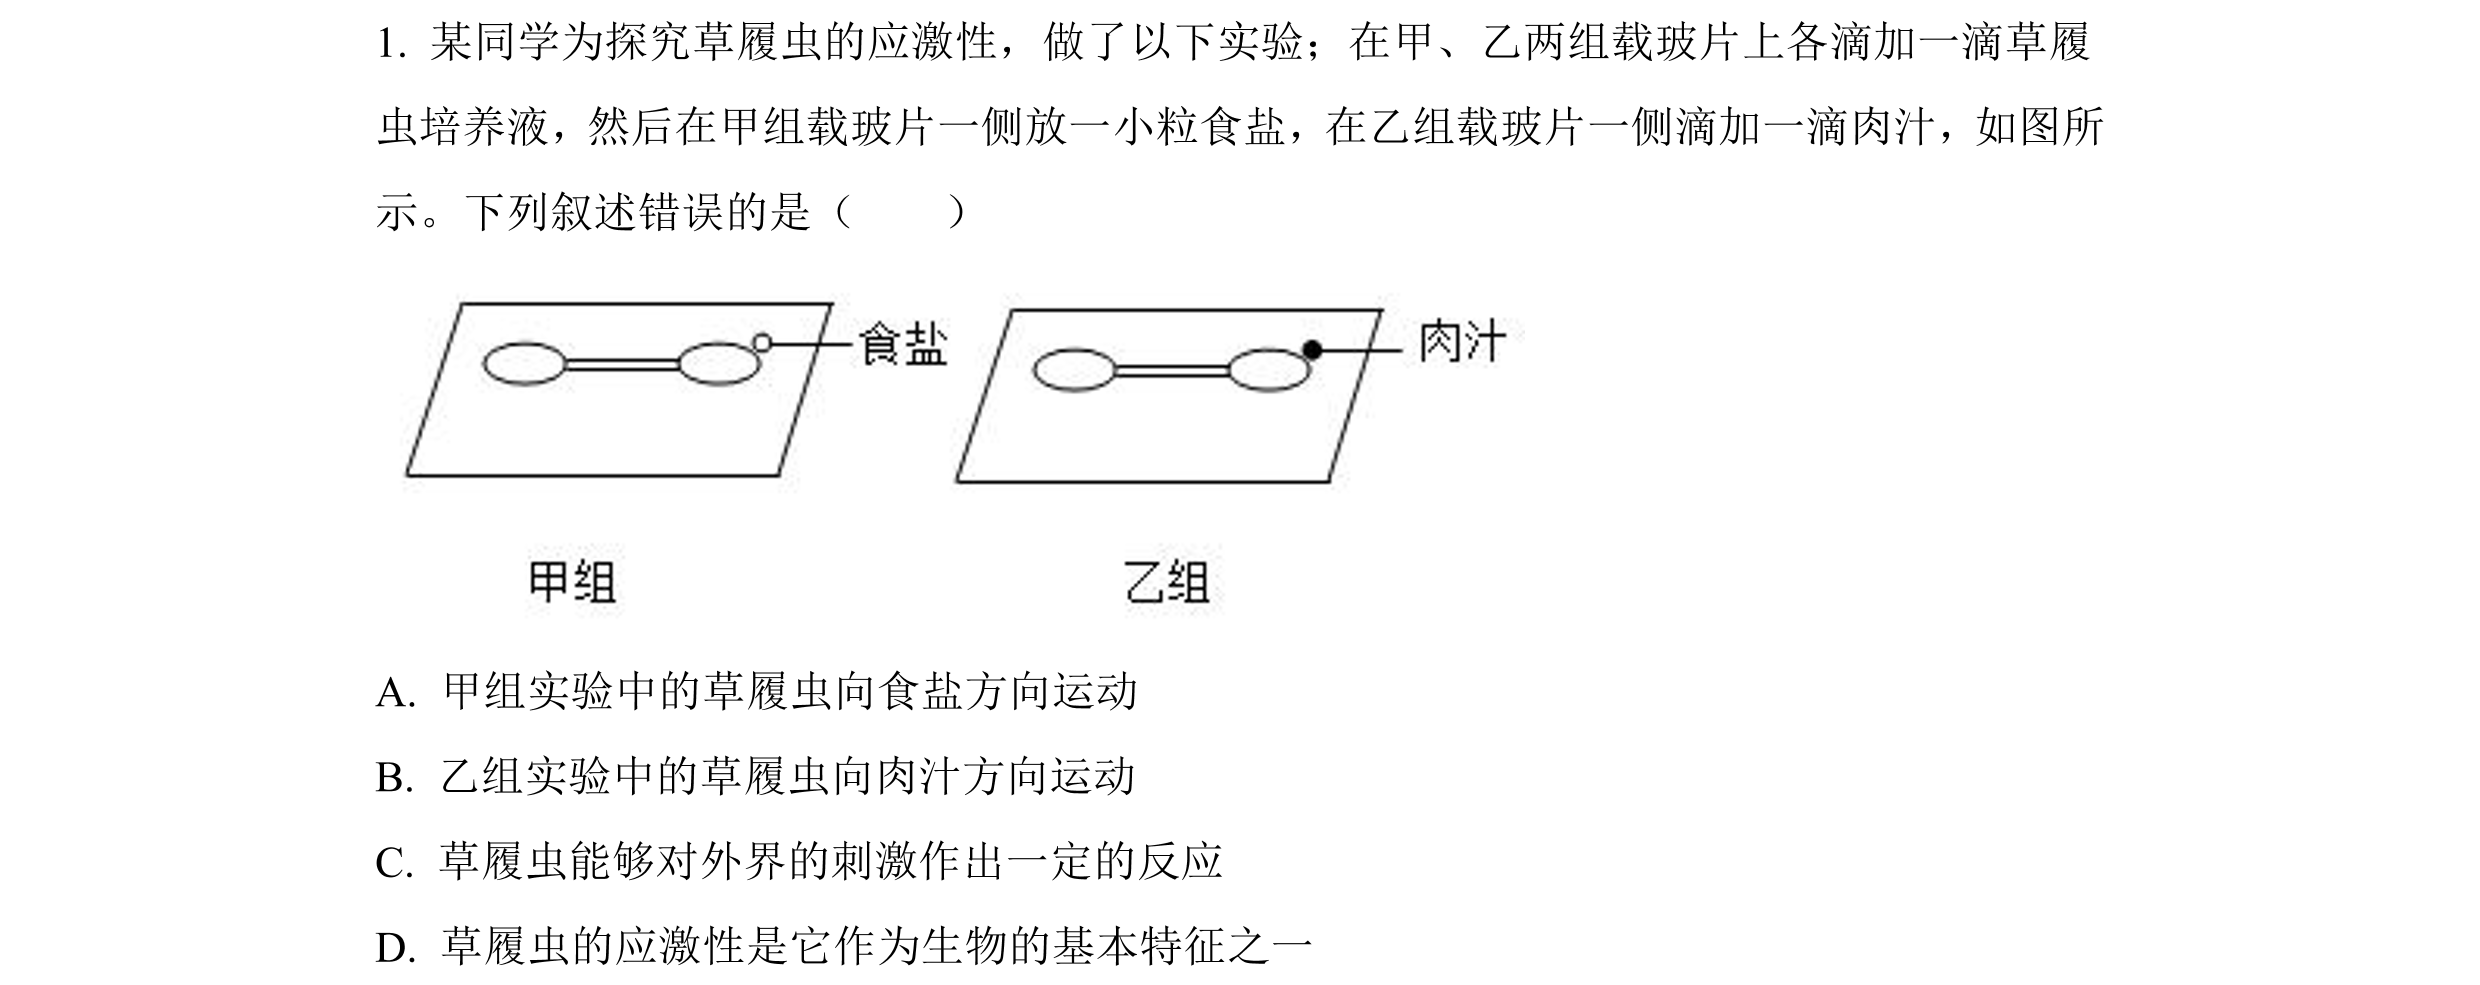 1. 某同学为探究草履虫的应激性，做了以下实验；在甲、乙两组载玻片上各滴加一滴草履
虫培养液，然后在甲组载玻片一侧放一小粒食盐，在乙组载玻片一侧滴加一滴肉汁，如图所
示。下列叙述错误的是（　　）
食盐
肉汁
甲组
乙组
A. 甲组实验中的草履虫向食盐方向运动
B. 乙组实验中的草履虫向肉汁方向运动
C. 草履虫能够对外界的刺激作出一定的反应
D. 草履虫的应激性是它作为生物的基本特征之一